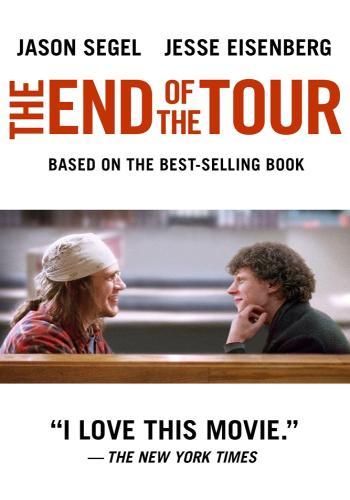 JASON SEGEL JESSE EISENBERG
THE END OF THE TOUR
BASED ON THE BEST-SELLING BOOK
“I LOVE THIS MOVIE.”
— THE NEW YORK TIMES